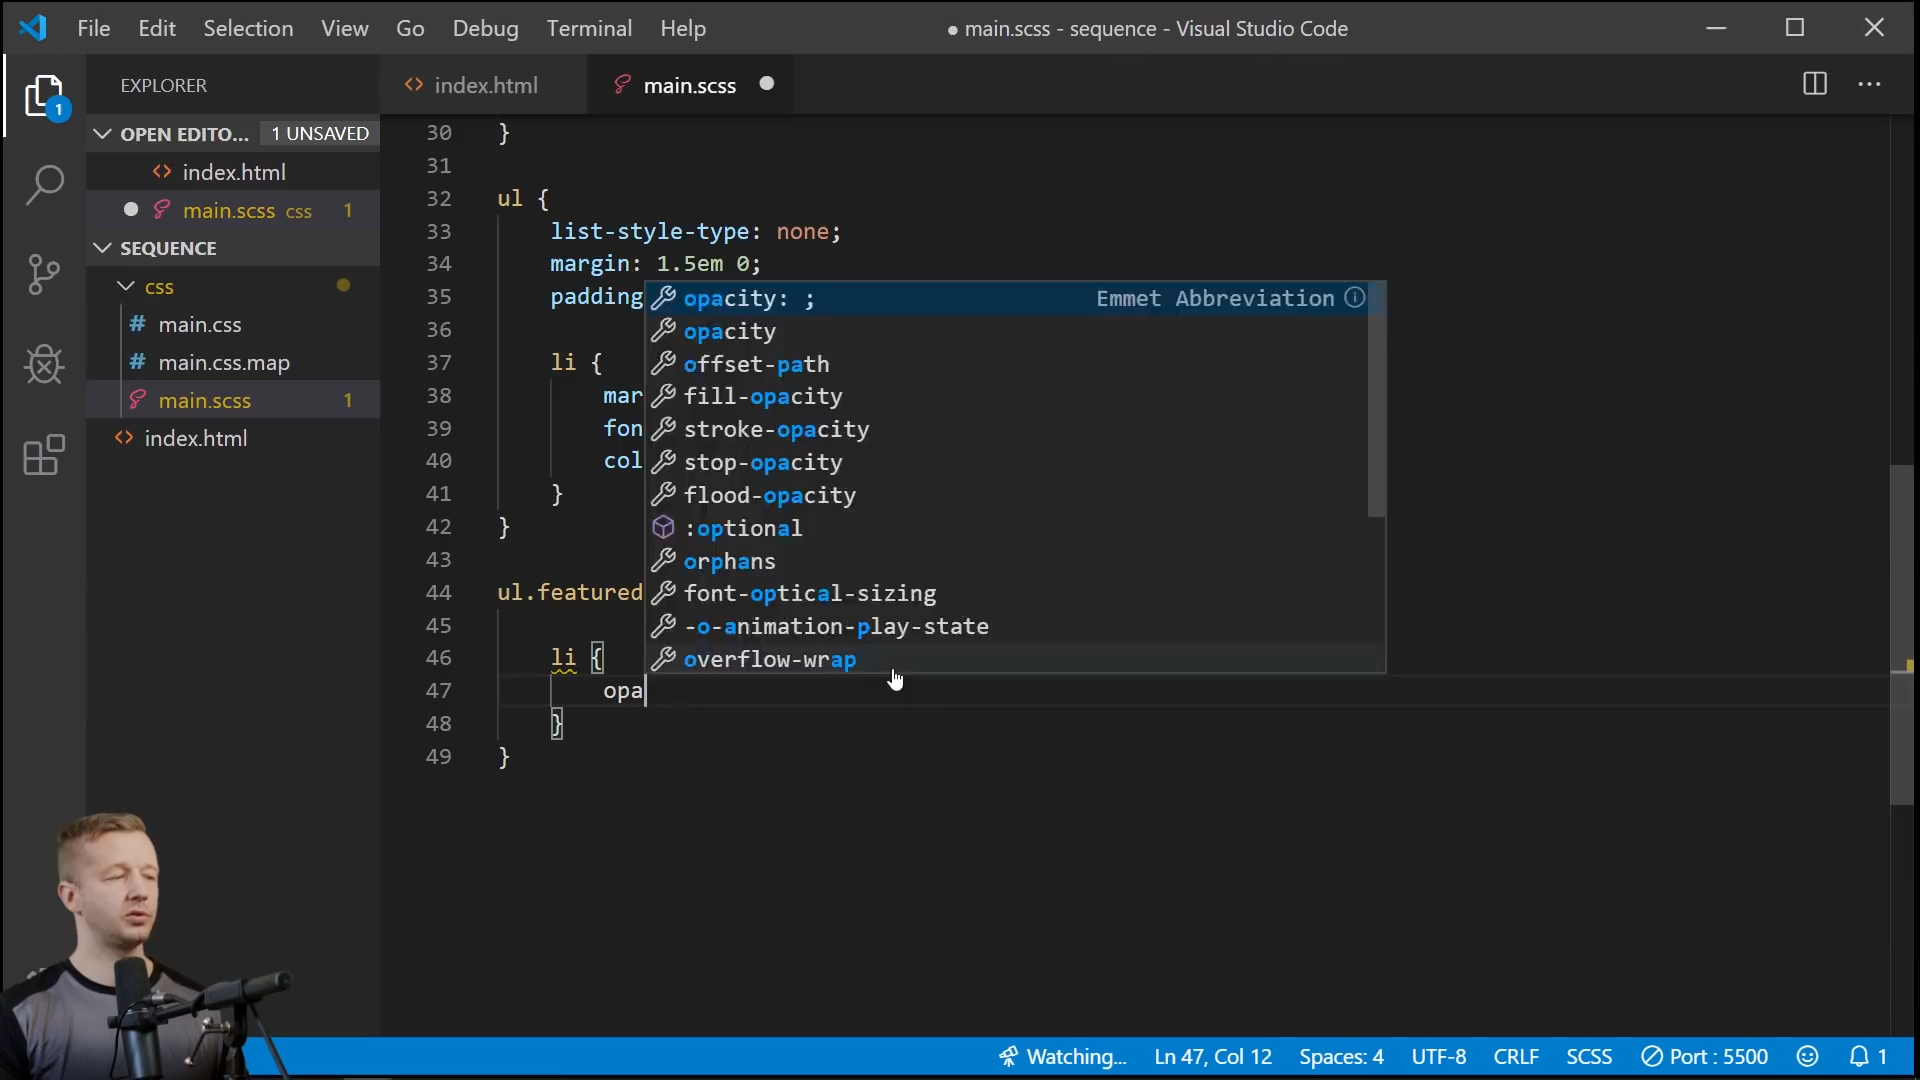 File Edit Selection View Go Debug Terminal Help ● main.scss - sequence - Visual Studio Code
EXPLORER
OPEN EDITO... 1 UNSAVED
index.html
main.scss css 1
SEQUENCE
css
main.css
main.css.map
main.scss 1
index.html
1
index.html main.scss
30 }
31
32 ul {
33 list-style-type: none;
34 margin: 1.5em 0;
35 padding
36
37 li {
38 mar
39 fon
40 col
41 }
42 }
43
44 ul.featured
45
46 li {
47 opa
48 }
49 }
opacity: ; Emmet Abbreviation
opacity
offset-path
fill-opacity
stroke-opacity
stop-opacity
flood-opacity
:optional
orphans
font-optical-sizing
-o-animation-play-state
overflow-wrap
Watching... Ln 47, Col 12 Spaces: 4 UTF-8 CRLF SCSS Port : 5500 1